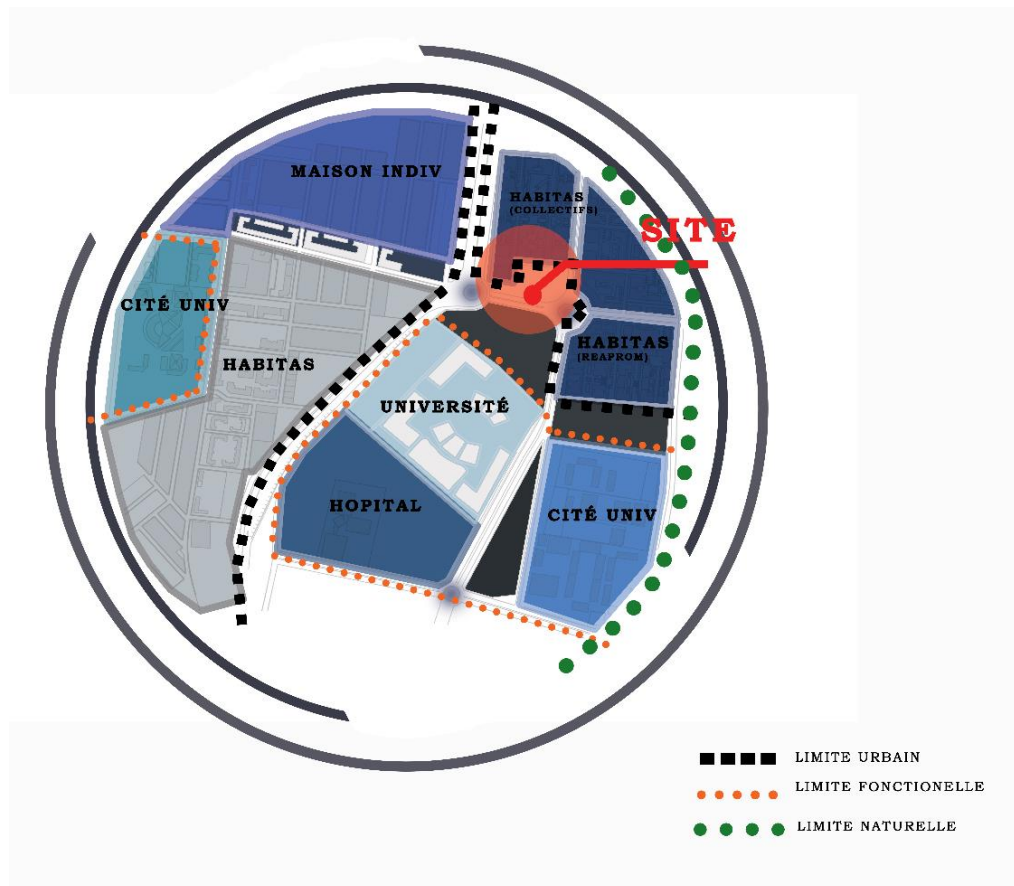 MAISON INDIV
HABITAS
(COLLECTIFS)
SITE
CITÉ UNIV
HABITAS
HABITAS
(REAFROM)
UNIVERSITÉ
HOPITAL
CITÉ UNIV
LIMITE URBAIN
LIMITE FONCTIONELLE
LIMITE NATURELLE